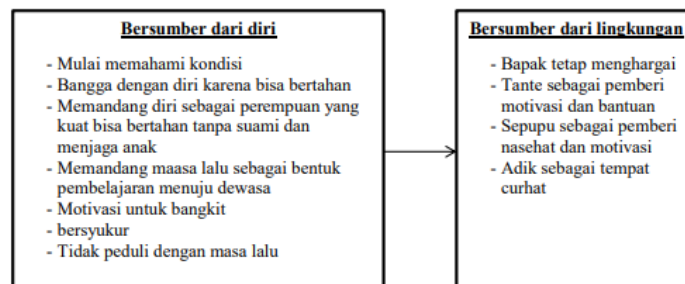 Bersumber dari diri
- Mulai memahami kondisi
- Bangga dengan diri karena bisa bertahan
- Memandang diri sebagai perempuan yang
kuat bisa bertahan tanpa suami dan
menjaga anak
- Memandang maasa lalu sebagai bentuk
pembelajaran menuju dewasa
- Motivasi untuk bangkit
- bersyukur
- Tidak peduli dengan masa lalu
Bersumber dari lingkungan
- Bapak tetap menghargai
- Tante sebagai pemberi
motivasi dan bantuan
- Sepupu sebagai pemberi
nasehat dan motivasi
- Adik sebagai tempat
curhat